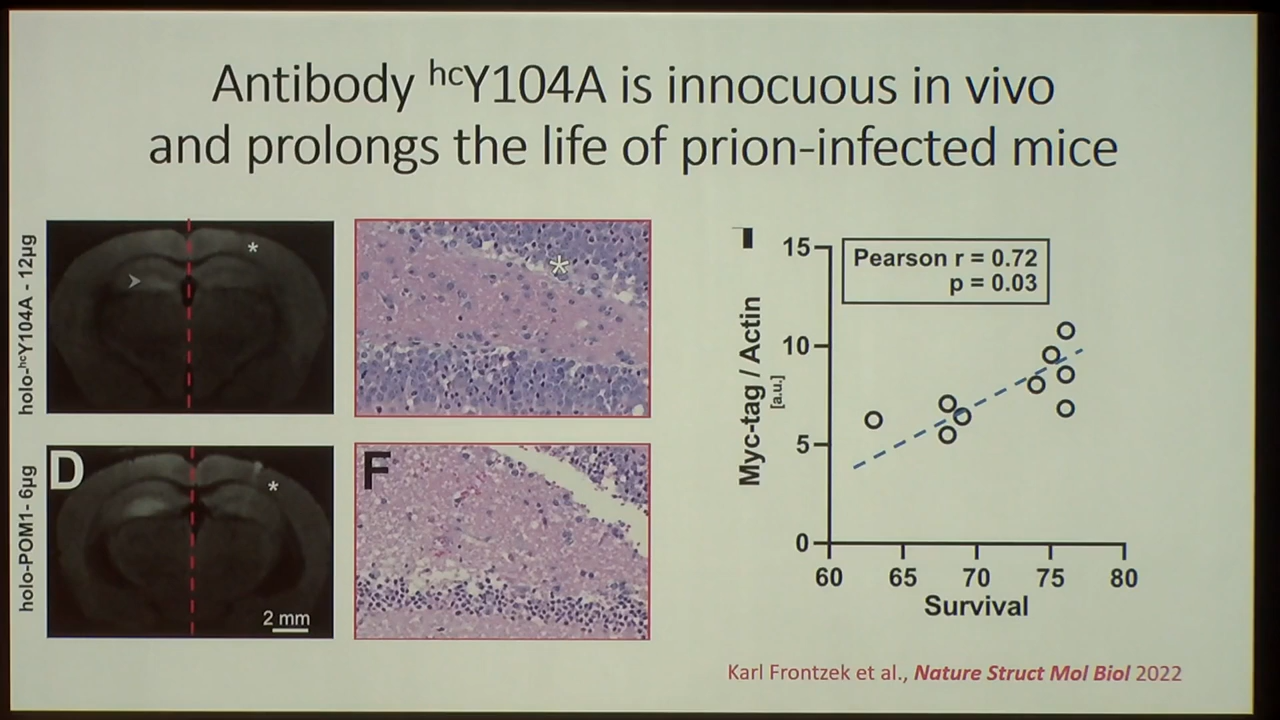 Antibody hcY104A is innocuous in vivo
and prolongs the life of prion-infected mice
holo-hcY104A - 12µg
*
*
holo-POM1- 6µg
D
*
2 mm
F
Pearson r = 0.72
p = 0.03
Myc-tag / Actin
[a.u.]
15
10
5
0
60 65 70 75 80
Survival
Karl Frontzek et al., Nature Struct Mol Biol 2022